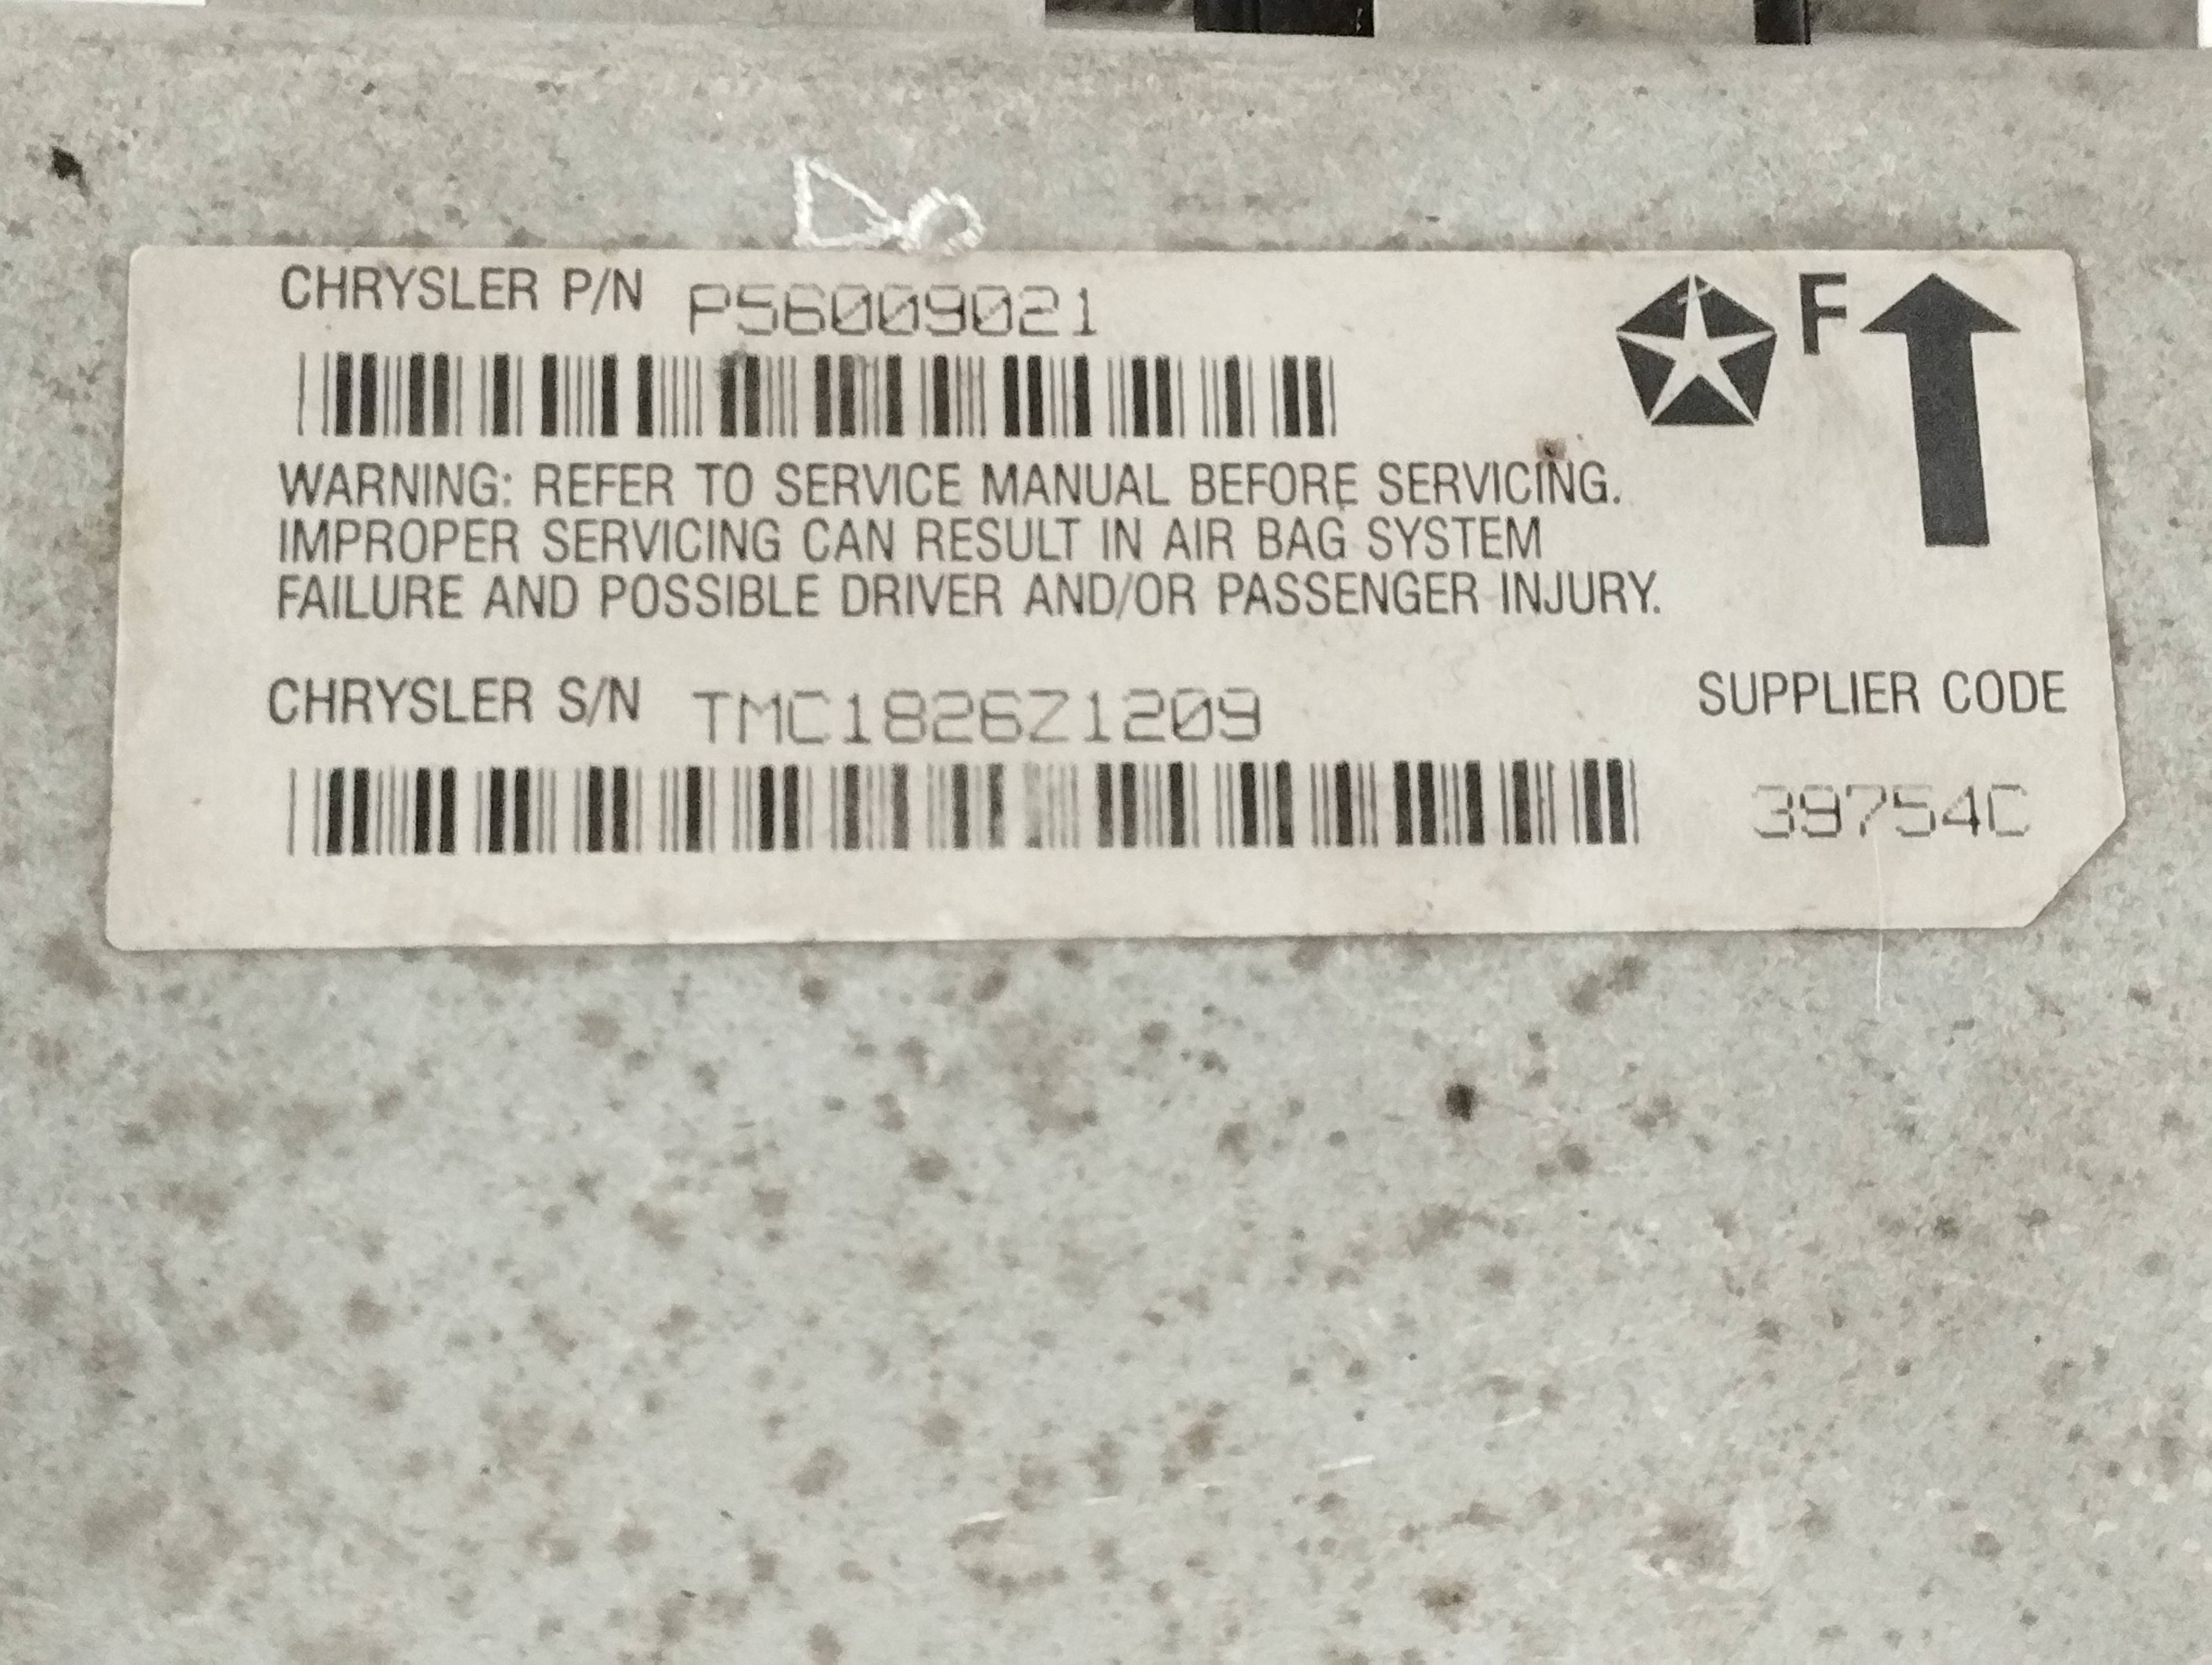 CHRYSLER P/N P56009021
F
WARNING: REFER TO SERVICE MANUAL BEFORE SERVICING.
IMPROPER SERVICING CAN RESULT IN AIR BAG SYSTEM
FAILURE AND POSSIBLE DRIVER AND/OR PASSENGER INJURY.
CHRYSLER S/N TMC1826Z1209
SUPPLIER CODE
39754C